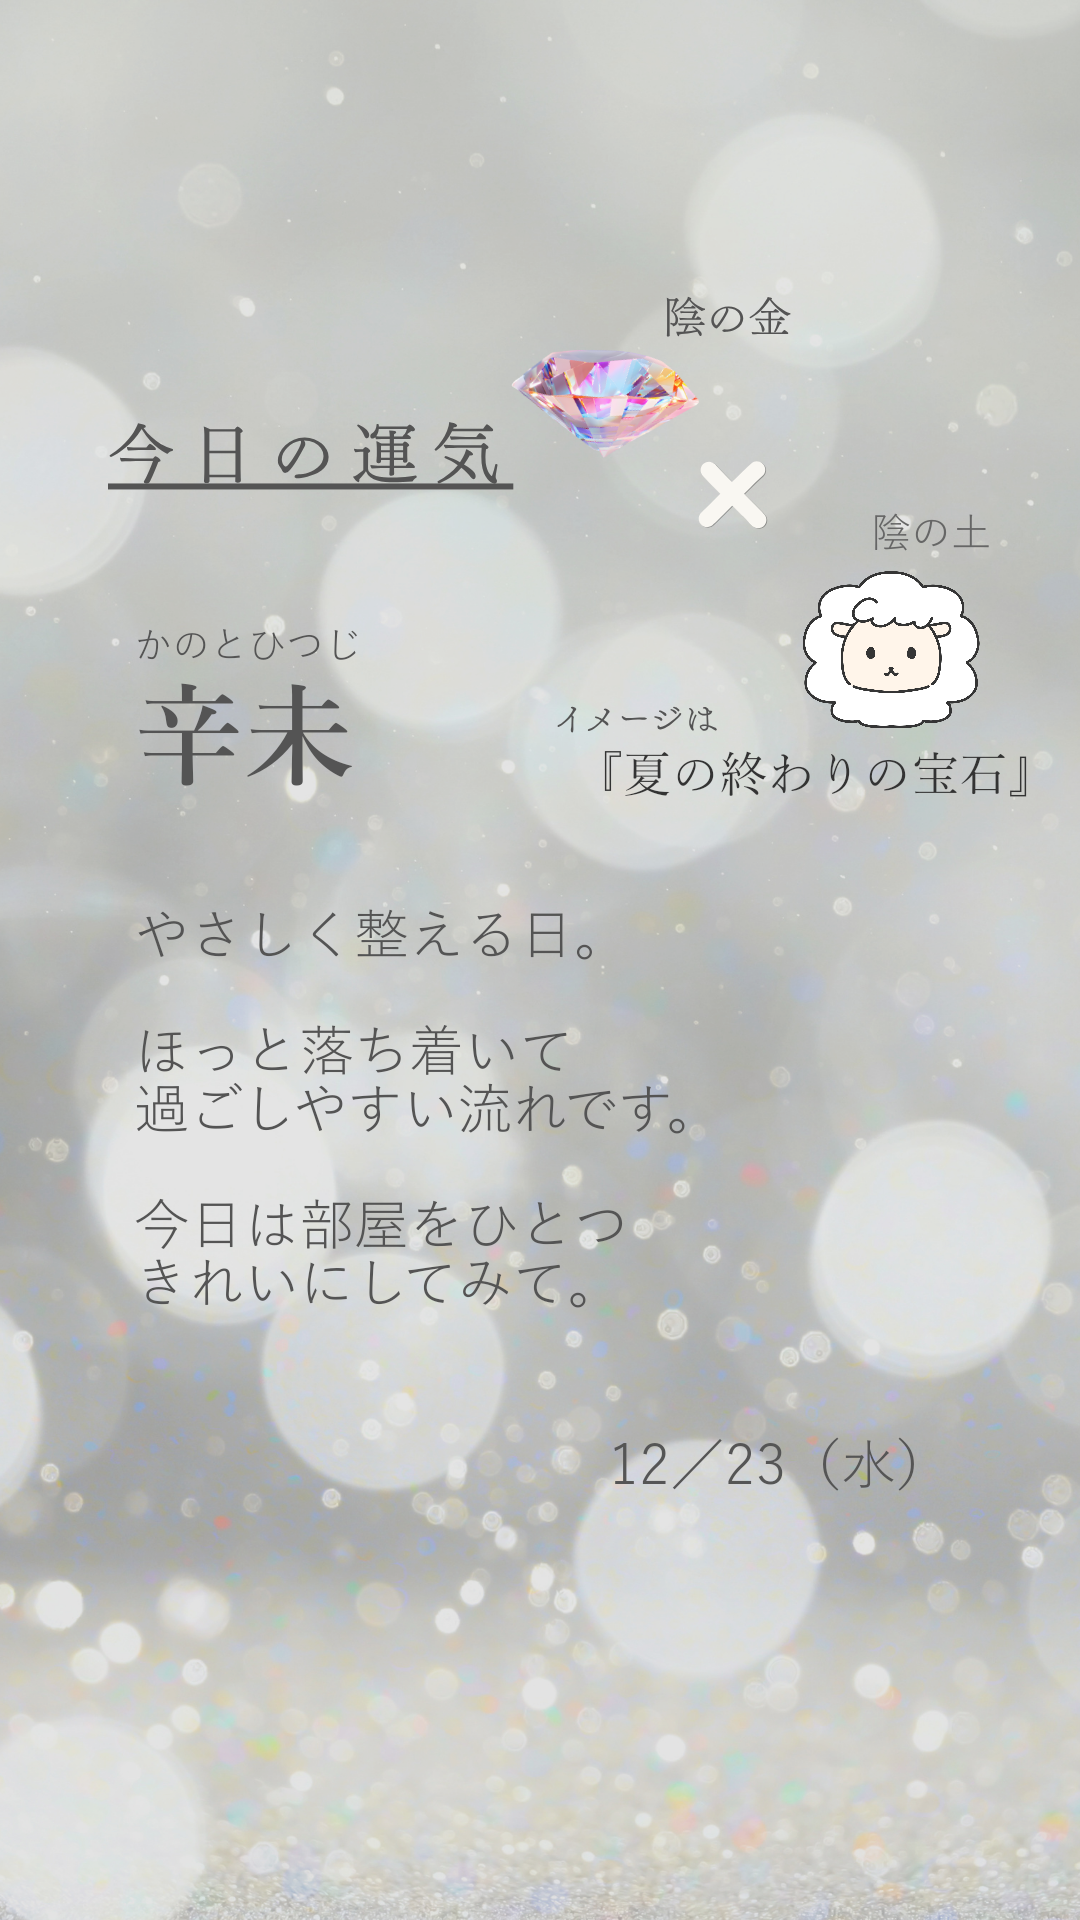 陰の金
今日の運気
陰の土
かのとひつじ
辛未
イメージは
『夏の終わりの宝石』
やさしく整える日。
ほっと落ち着いて
過ごしやすい流れです。
今日は部屋をひとつ
きれいにしてみて。
12／23（水）